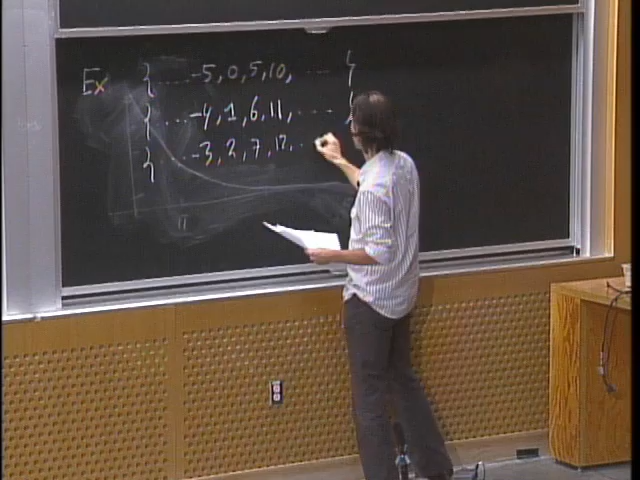 Ex { ... -5, 0, 5, 10, ... }
{ ... -4, 1, 6, 11, ... }
{ ... -3, 2, 7, 12, ..